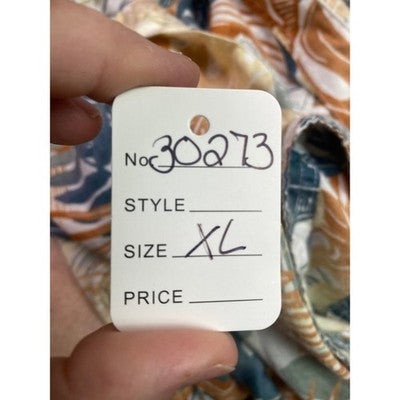 No. 30273
STYLE
SIZE XL
PRICE